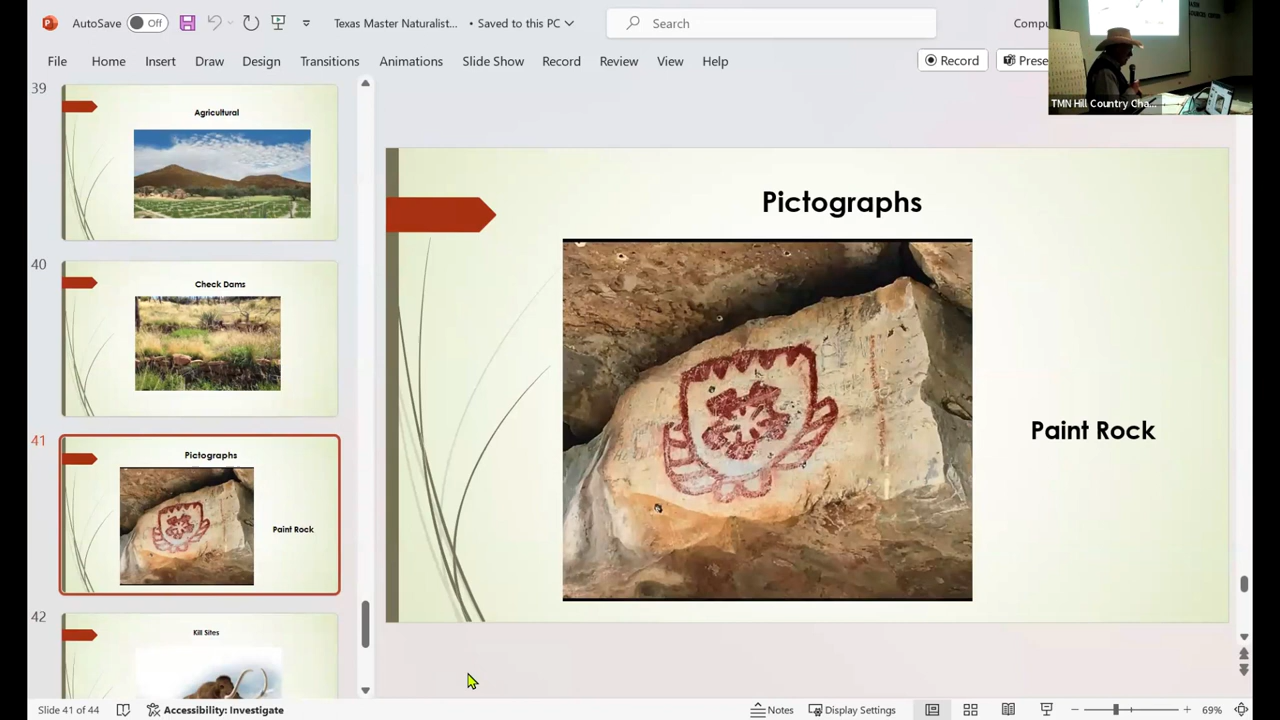 AutoSave Off Texas Master Naturalist... • Saved to this PC Search Compu
File Home Insert Draw Design Transitions Animations Slide Show Record Review View Help Record Prese
TMN Hill Country Cha...
39
Agricultural
40
Check Dams
41
Pictographs
Paint Rock
42
Kill Sites
Pictographs
Paint Rock
Slide 41 of 44 Accessibility: Investigate Notes Display Settings 69%